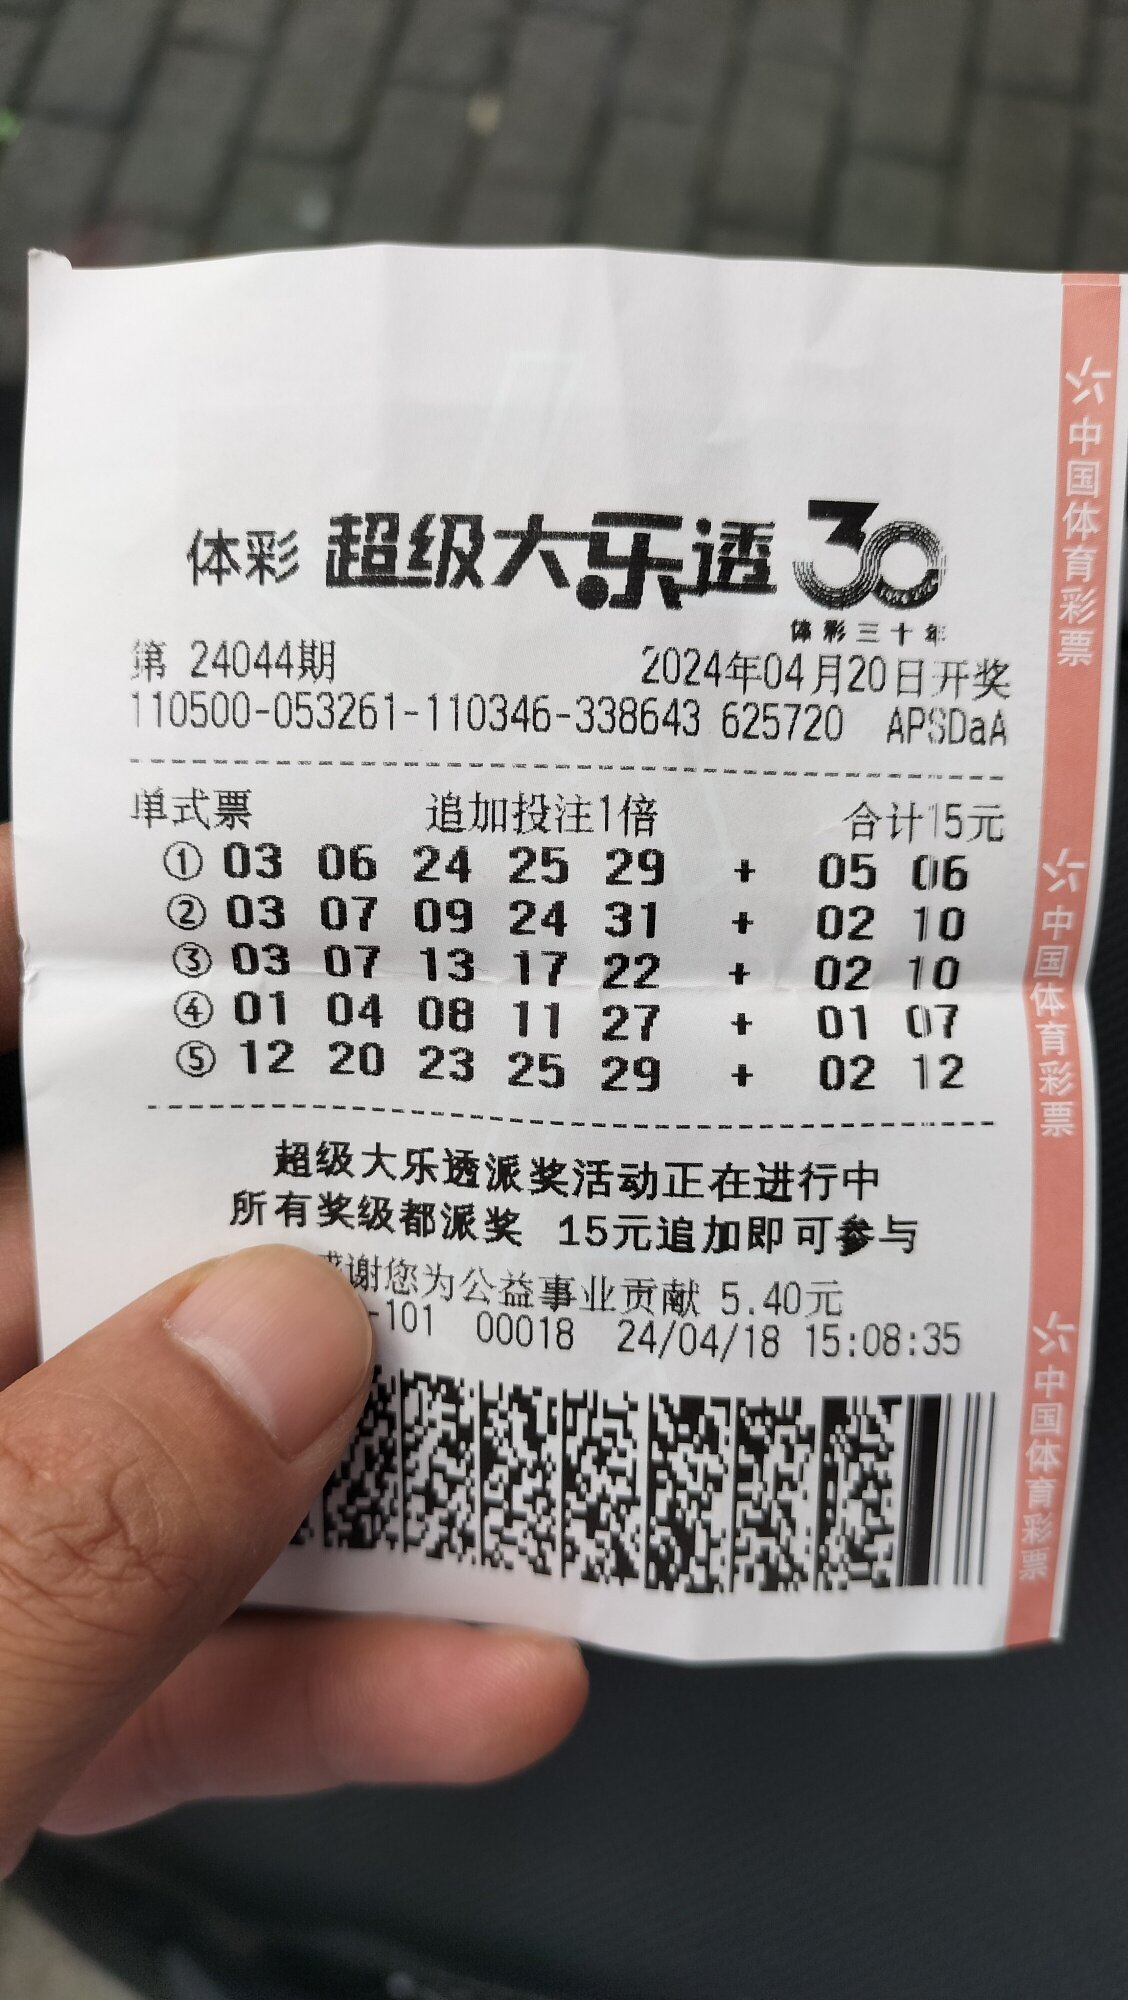 体彩 超级大乐透 30
体彩三十年
第 24044期 2024年04月20日开奖
110500-053261-110346-338643 625720 APSDaA
单式票 追加投注1倍 合计15元
① 03 06 24 25 29 + 05 06
② 03 07 09 24 31 + 02 10
③ 03 07 13 17 22 + 02 10
④ 01 04 08 11 27 + 01 07
⑤ 12 20 23 25 29 + 02 12
超级大乐透派奖活动正在进行中
所有奖级都派奖 15元追加即可参与
感谢您为公益事业贡献 5.40元
-101 00018 24/04/18 15:08:35
中国体育彩票
中国体育彩票
中国体育彩票